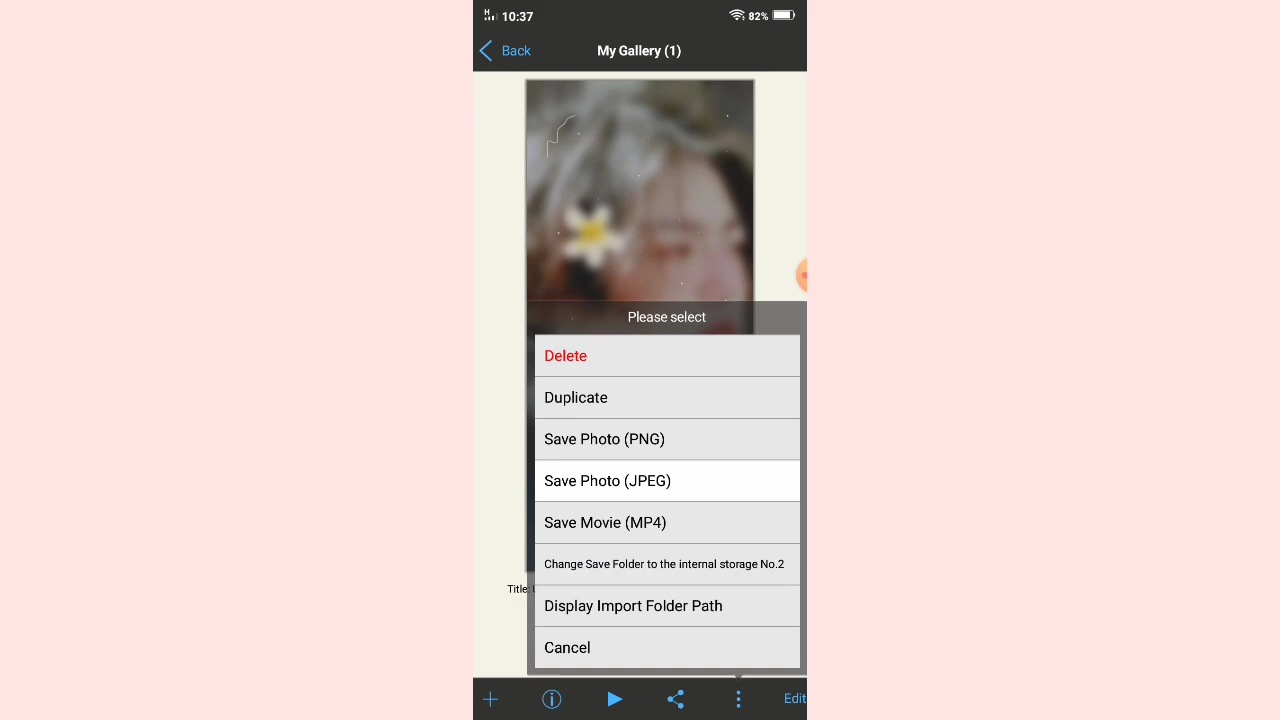 H 10:37 82%
Back My Gallery (1)
Please select
Delete
Duplicate
Save Photo (PNG)
Save Photo (JPEG)
Save Movie (MP4)
Change Save Folder to the internal storage No.2
Title:
Display Import Folder Path
Cancel
Edit